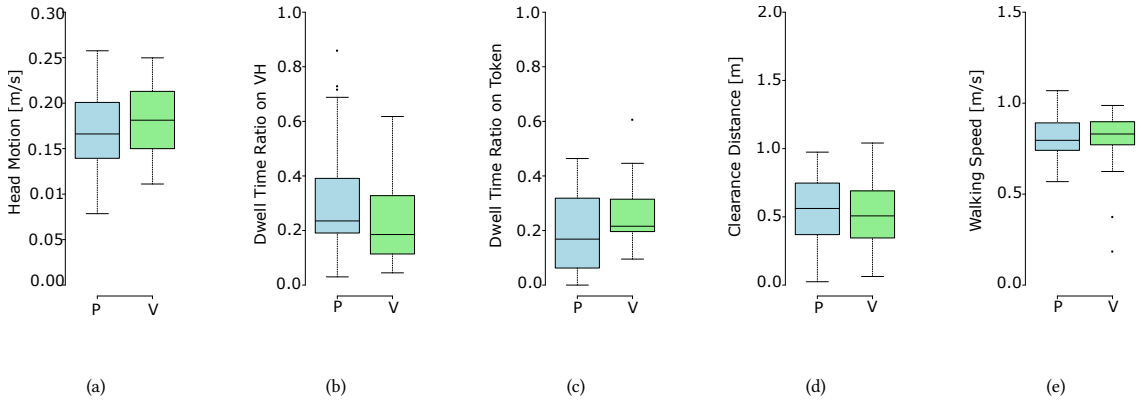 Head Motion [m/s]
0.30
0.25
0.20
0.15
0.10
0.05
0.00
P V
(a)
Dwell Time Ratio on VH
1.0
0.8
0.6
0.4
0.2
0.0
P V
(b)
Dwell Time Ratio on Token
1.0
0.8
0.6
0.4
0.2
0.0
P V
(c)
Clearance Distance [m]
2.0
1.5
1.0
0.5
0.0
P V
(d)
Walking Speed [m/s]
1.5
1.0
0.5
0.0
P V
(e)